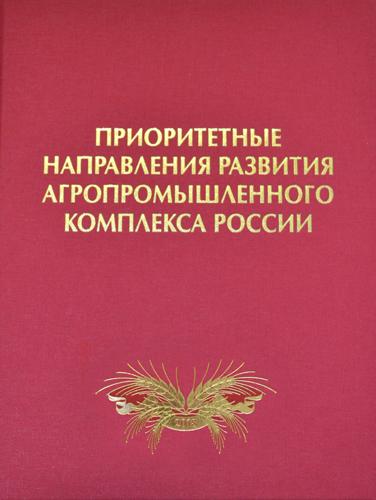 ПРИОРИТЕТНЫЕ
НАПРАВЛЕНИЯ РАЗВИТИЯ
АГРОПРОМЫШЛЕННОГО
КОМПЛЕКСА РОССИИ